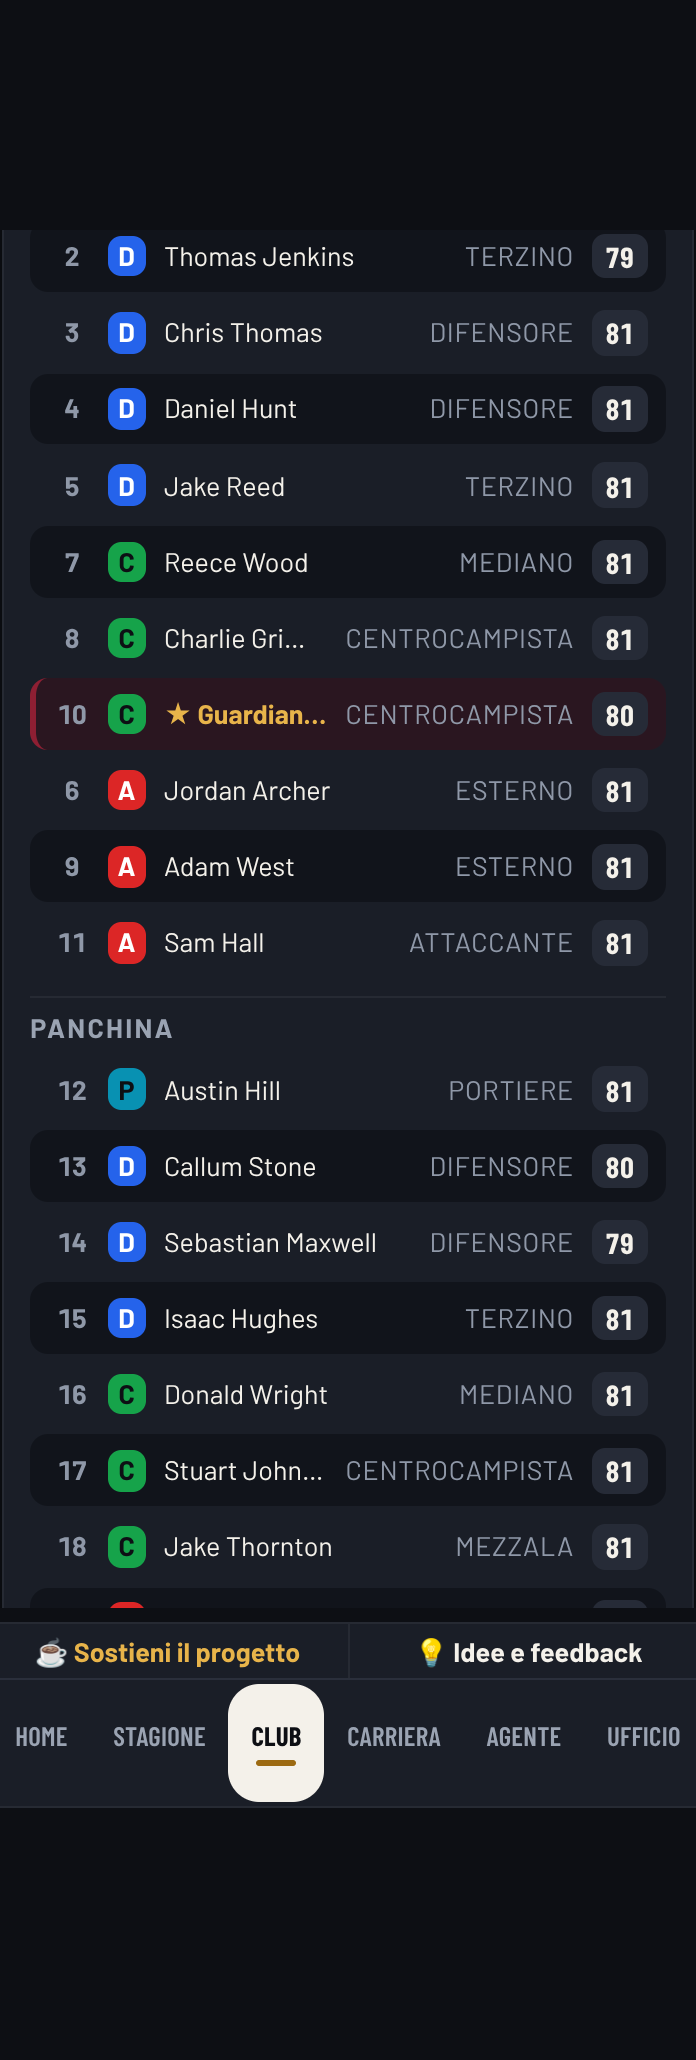 2 D Thomas Jenkins TERZINO 79
3 D Chris Thomas DIFENSORE 81
4 D Daniel Hunt DIFENSORE 81
5 D Jake Reed TERZINO 81
7 C Reece Wood MEDIANO 81
8 C Charlie Gri... CENTROCAMPISTA 81
10 C ★ Guardian... CENTROCAMPISTA 80
6 A Jordan Archer ESTERNO 81
9 A Adam West ESTERNO 81
11 A Sam Hall ATTACCANTE 81
PANCHINA
12 P Austin Hill PORTIERE 81
13 D Callum Stone DIFENSORE 80
14 D Sebastian Maxwell DIFENSORE 79
15 D Isaac Hughes TERZINO 81
16 C Donald Wright MEDIANO 81
17 C Stuart John... CENTROCAMPISTA 81
18 C Jake Thornton MEZZALA 81
☕ Sostieni il progetto 💡 Idee e feedback
HOME STAGIONE CLUB CARRIERA AGENTE UFFICIO